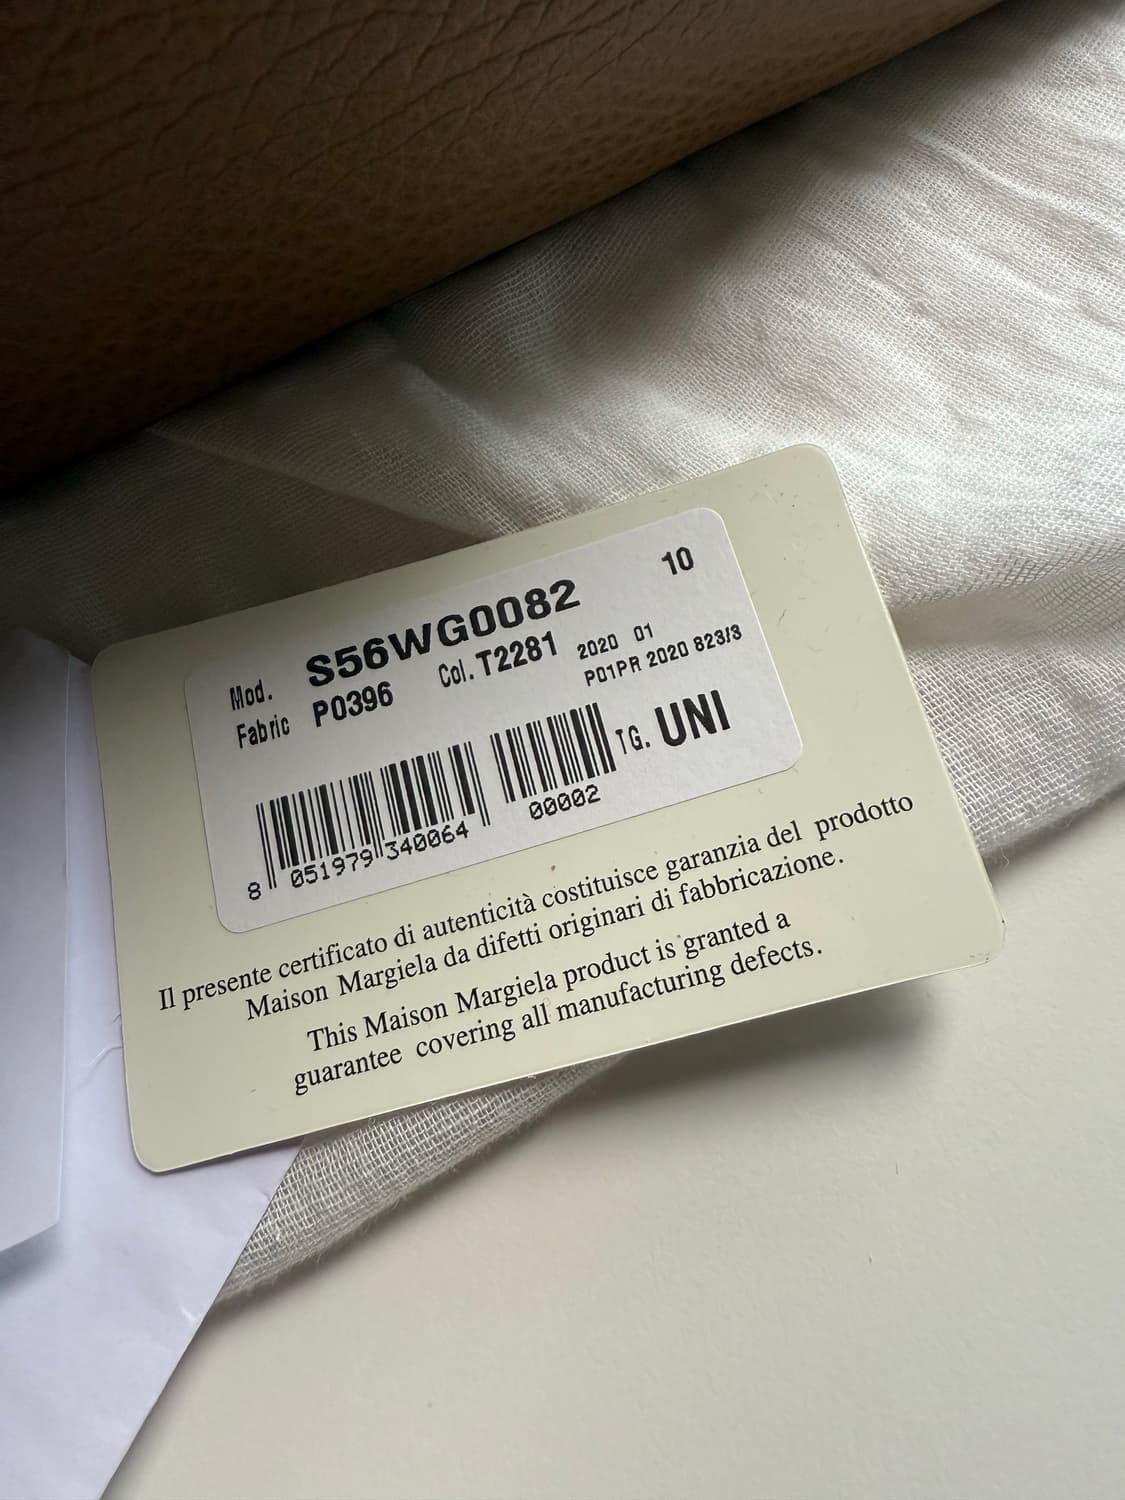 10
Mod. S56WG0082
Fabric P0396 Col. T2281 2020 01
P01PR 2020 823/3
TG. UNI
8 051979 340064 00002
Il presente certificato di autenticità costituisce garanzia del prodotto
Maison Margiela da difetti originari di fabbricazione.
This Maison Margiela product is granted a
guarantee covering all manufacturing defects.